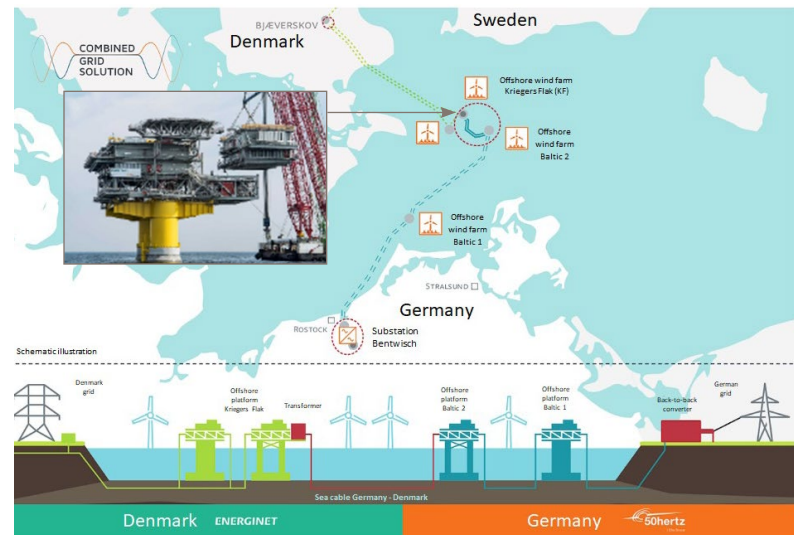 BJÆVERSKOV
Denmark
Sweden
COMBINED
GRID
SOLUTION
Offshore wind farm
Kriegers Flak (KF)
Offshore
wind farm
Baltic 2
Offshore
wind farm
Baltic 1
STRALSUND
Germany
ROSTOCK
Substation
Bentwisch
Schematic illustration
Denmark
grid
Offshore
platform
Kriegers Flak
Transformer
Offshore
platform
Baltic 2
Offshore
platform
Baltic 1
Back-to-back
converter
German
grid
Sea cable Germany - Denmark
Denmark ENERGINET
Germany 50hertz